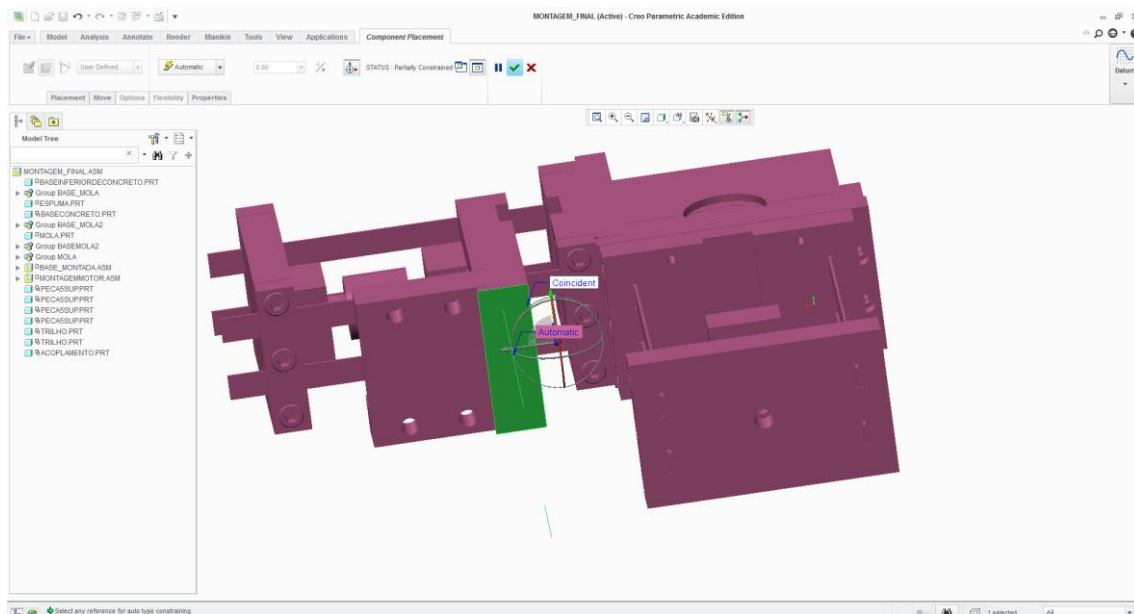 MONTAGEM_FINAL (Active) - Creo Parametric Academic Edition
File Model Analysis Annotate Render Manikin Tools View Applications Component Placement
User Defined Automatic 0.00 STATUS : Partially Constrained
Datum
Placement Move Options Flexibility Properties
Model Tree
MONTAGEM_FINAL.ASM
BASEINFERIORDECONCRETO.PRT
Group BASE_MOLA
ESPUMA.PRT
BASECONCRETO.PRT
Group BASE_MOLA2
MOLA.PRT
Group BASEMOLA2
Group MOLA
BASE_MONTADA.ASM
MONTAGEMMOTOR.ASM
PECA5SUP.PRT
PECA5SUP.PRT
PECA5SUP.PRT
PECA5SUP.PRT
TRILHO.PRT
TRILHO.PRT
ACOPLAMENTO.PRT
Coincident
Automatic
Select any reference for auto type constraining.
1 selected
All